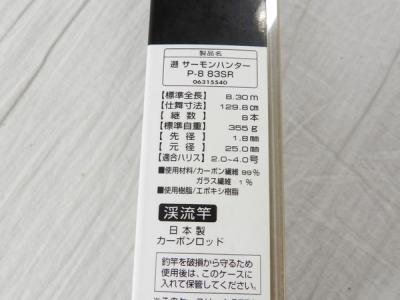 製品名
遡 サーモンハンター
P-8 83SR
06315540
【標準全長】 8.30m
【仕舞寸法】 129.8cm
【継数】 8本
【標準自重】 355g
【先径】 1.8mm
【元径】 25.0mm
【適合ハリス】 2.0-4.0号
■使用材料/カーボン繊維 99%
ガラス繊維 1%
■使用樹脂/エポキシ樹脂
渓流竿
日本製
カーボンロッド
釣竿を破損から守るため
使用後は、このケースに
入れて保管してください。